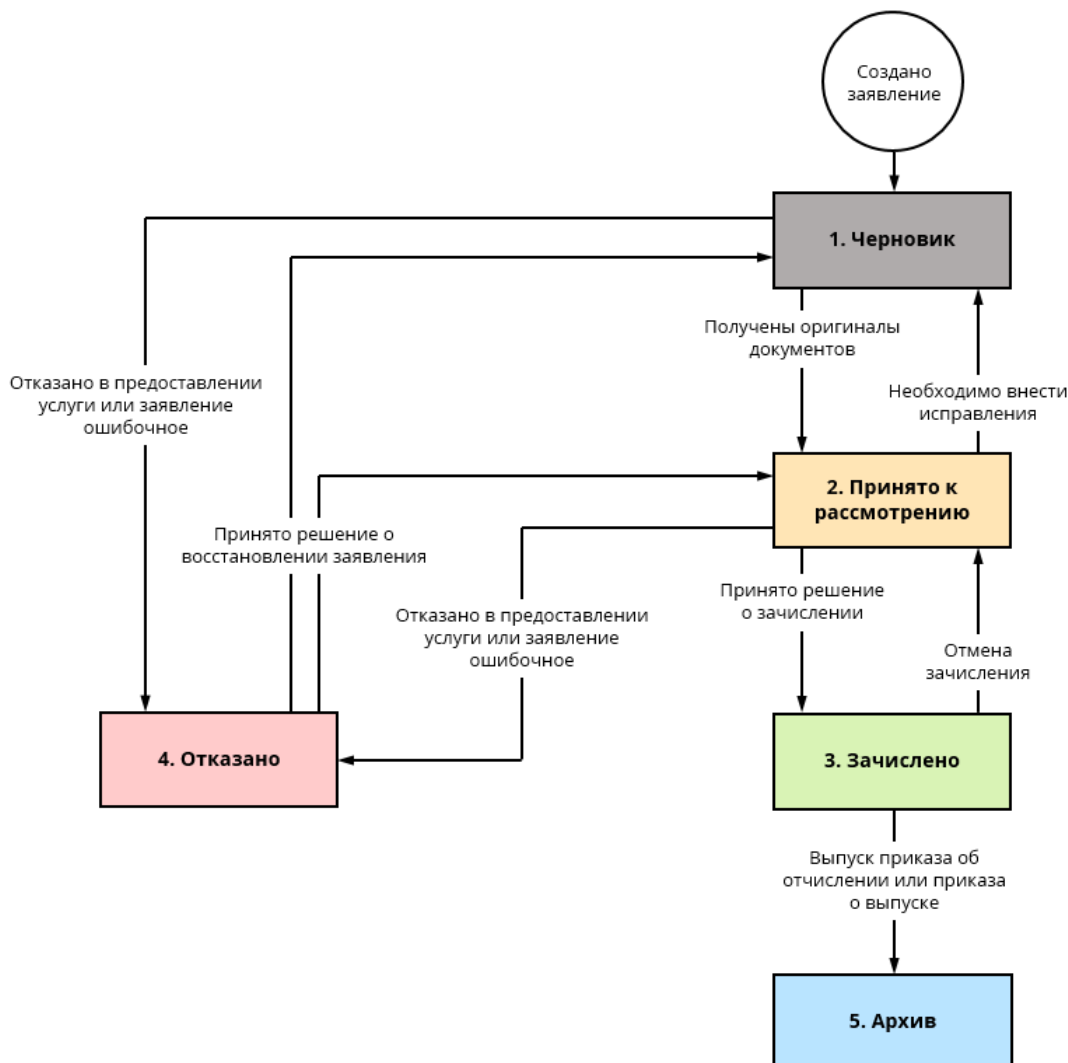 Создано
заявление
1. Черновик
Получены оригиналы
документов
Отказано в предоставлении
услуги или заявление
ошибочное
Необходимо внести
исправления
2. Принято к
рассмотрению
Принято решение о
восстановлении заявления
Принято решение
о зачислении
Отказано в предоставлении
услуги или заявление
ошибочное
Отмена
зачисления
4. Отказано
3. Зачислено
Выпуск приказа об
отчислении или приказа
о выпуске
5. Архив